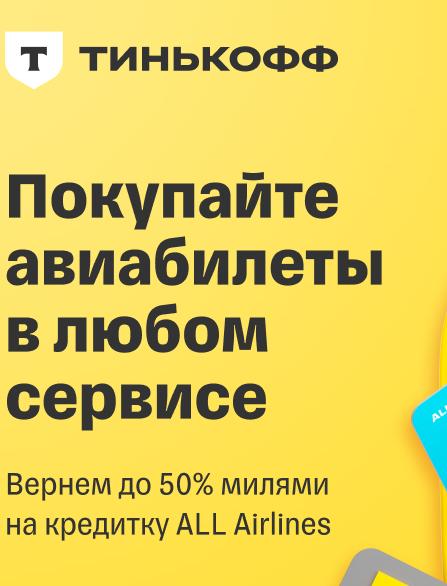 Т ТИНЬКОФФ
Покупайте
авиабилеты
в любом
сервисе
Вернем до 50% милями
на кредитку ALL Airlines